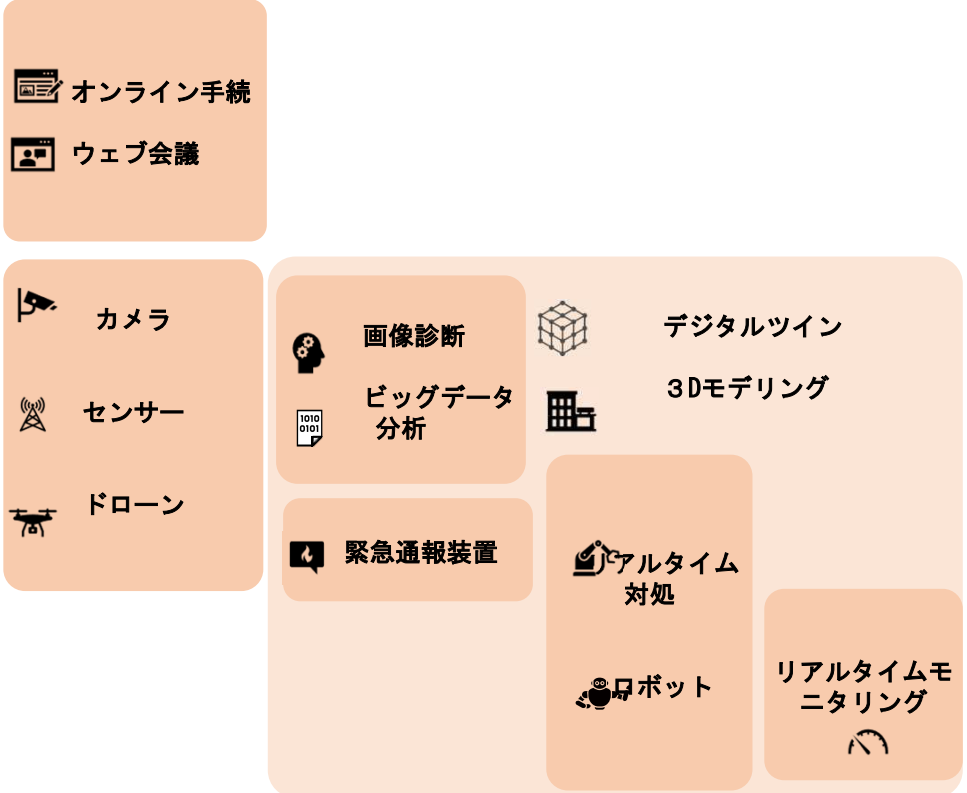 オンライン手続
ウェブ会議
カメラ
センサー
ドローン
画像診断
ビッグデータ
分析
1010
0101
緊急通報装置
デジタルツイン
３Dモデリング
アルタイム
対処
ロボット
リアルタイムモ
ニタリング